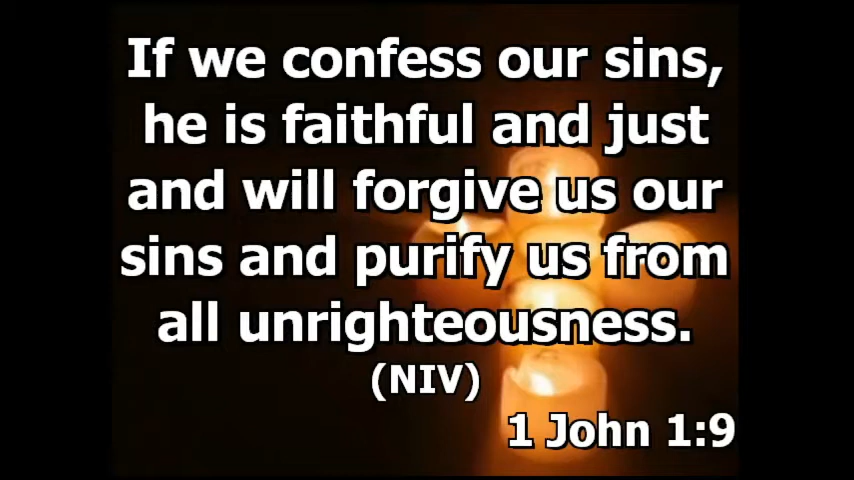 If we confess our sins,
he is faithful and just
and will forgive us our
sins and purify us from
all unrighteousness.
(NIV)
1 John 1:9